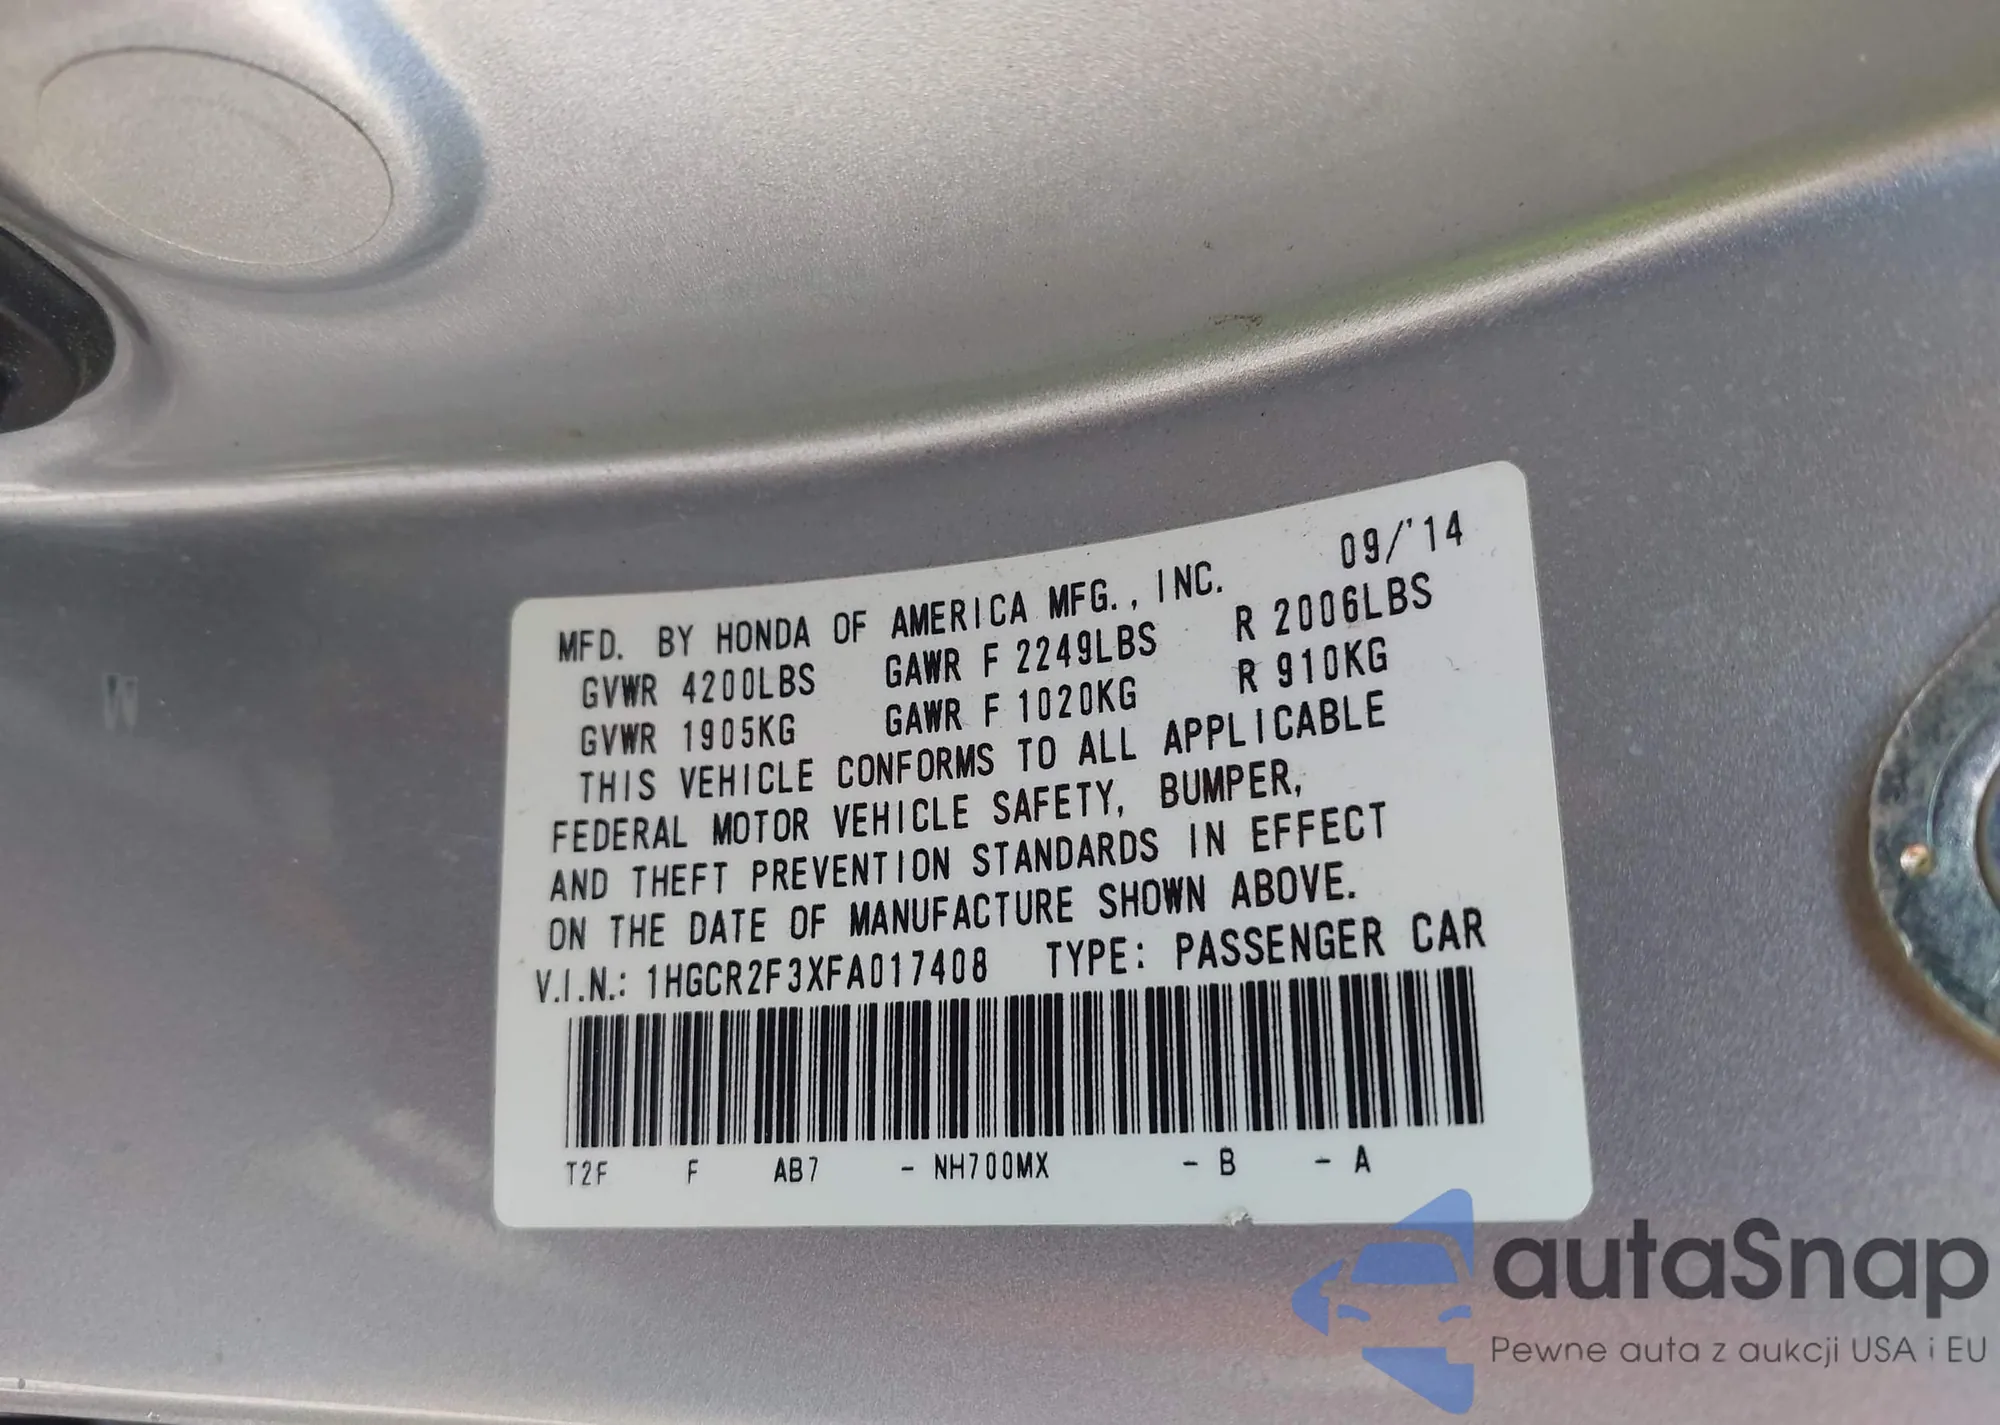 MFD. BY HONDA OF AMERICA MFG., INC. 09/'14
GVWR 4200LBS GAWR F 2249LBS R 2006LBS
GVWR 1905KG GAWR F 1020KG R 910KG
THIS VEHICLE CONFORMS TO ALL APPLICABLE
FEDERAL MOTOR VEHICLE SAFETY, BUMPER,
AND THEFT PREVENTION STANDARDS IN EFFECT
ON THE DATE OF MANUFACTURE SHOWN ABOVE.
V.I.N.: 1HGCR2F3XFA017408 TYPE: PASSENGER CAR
T2F F AB7 - NH700MX - B - A
W
autaSnap
Pewne auta z aukcji USA i EU